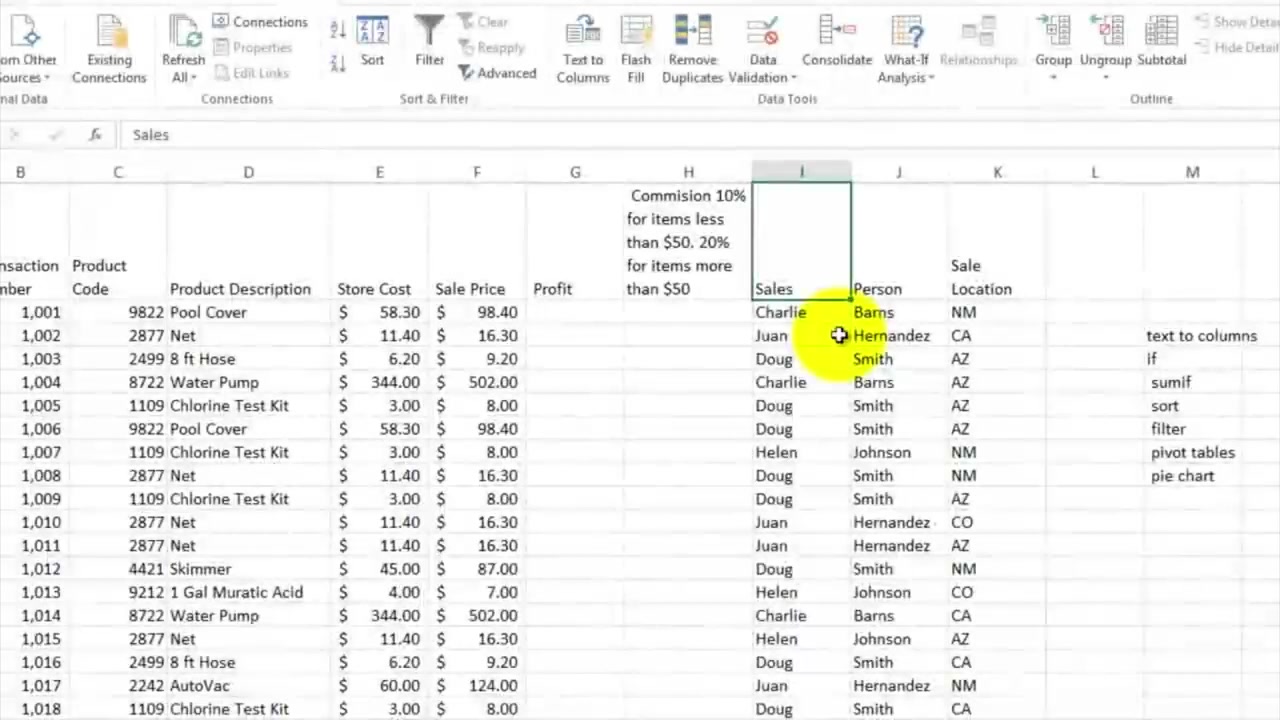 om Other Sources
Existing Connections
Refresh All
Connections
Properties
Edit Links
Sort
Filter
Clear
Reapply
Advanced
Text to Columns
Flash Fill
Remove Duplicates
Data Validation
Consolidate
What-If Analysis
Relationships
Group
Ungroup
Subtotal
Show Detai
Hide Detail
nal Data
Connections
Sort & Filter
Data Tools
Outline
fx Sales
B C D E F G H I J K L M
nsaction mber
Product Code
Product Description
Store Cost
Sale Price
Profit
Commision 10%
for items less
than $50. 20%
for items more
than $50
Sales
Person
Sale Location
1,001 9822 Pool Cover $ 58.30 $ 98.40 Charlie Barns NM
1,002 2877 Net $ 11.40 $ 16.30 Juan Hernandez CA text to columns
1,003 2499 8 ft Hose $ 6.20 $ 9.20 Doug Smith AZ if
1,004 8722 Water Pump $ 344.00 $ 502.00 Charlie Barns AZ sumif
1,005 1109 Chlorine Test Kit $ 3.00 $ 8.00 Doug Smith AZ sort
1,006 9822 Pool Cover $ 58.30 $ 98.40 Doug Smith AZ filter
1,007 1109 Chlorine Test Kit $ 3.00 $ 8.00 Helen Johnson NM pivot tables
1,008 2877 Net $ 11.40 $ 16.30 Doug Smith NM pie chart
1,009 1109 Chlorine Test Kit $ 3.00 $ 8.00 Doug Smith AZ
1,010 2877 Net $ 11.40 $ 16.30 Juan Hernandez CO
1,011 2877 Net $ 11.40 $ 16.30 Juan Hernandez AZ
1,012 4421 Skimmer $ 45.00 $ 87.00 Doug Smith NM
1,013 9212 1 Gal Muratic Acid $ 4.00 $ 7.00 Helen Johnson CO
1,014 8722 Water Pump $ 344.00 $ 502.00 Charlie Barns CA
1,015 2877 Net $ 11.40 $ 16.30 Helen Johnson AZ
1,016 2499 8 ft Hose $ 6.20 $ 9.20 Doug Smith CA
1,017 2242 AutoVac $ 60.00 $ 124.00 Juan Hernandez NM
1,018 1109 Chlorine Test Kit $ 3.00 $ 8.00 Doug Smith CA